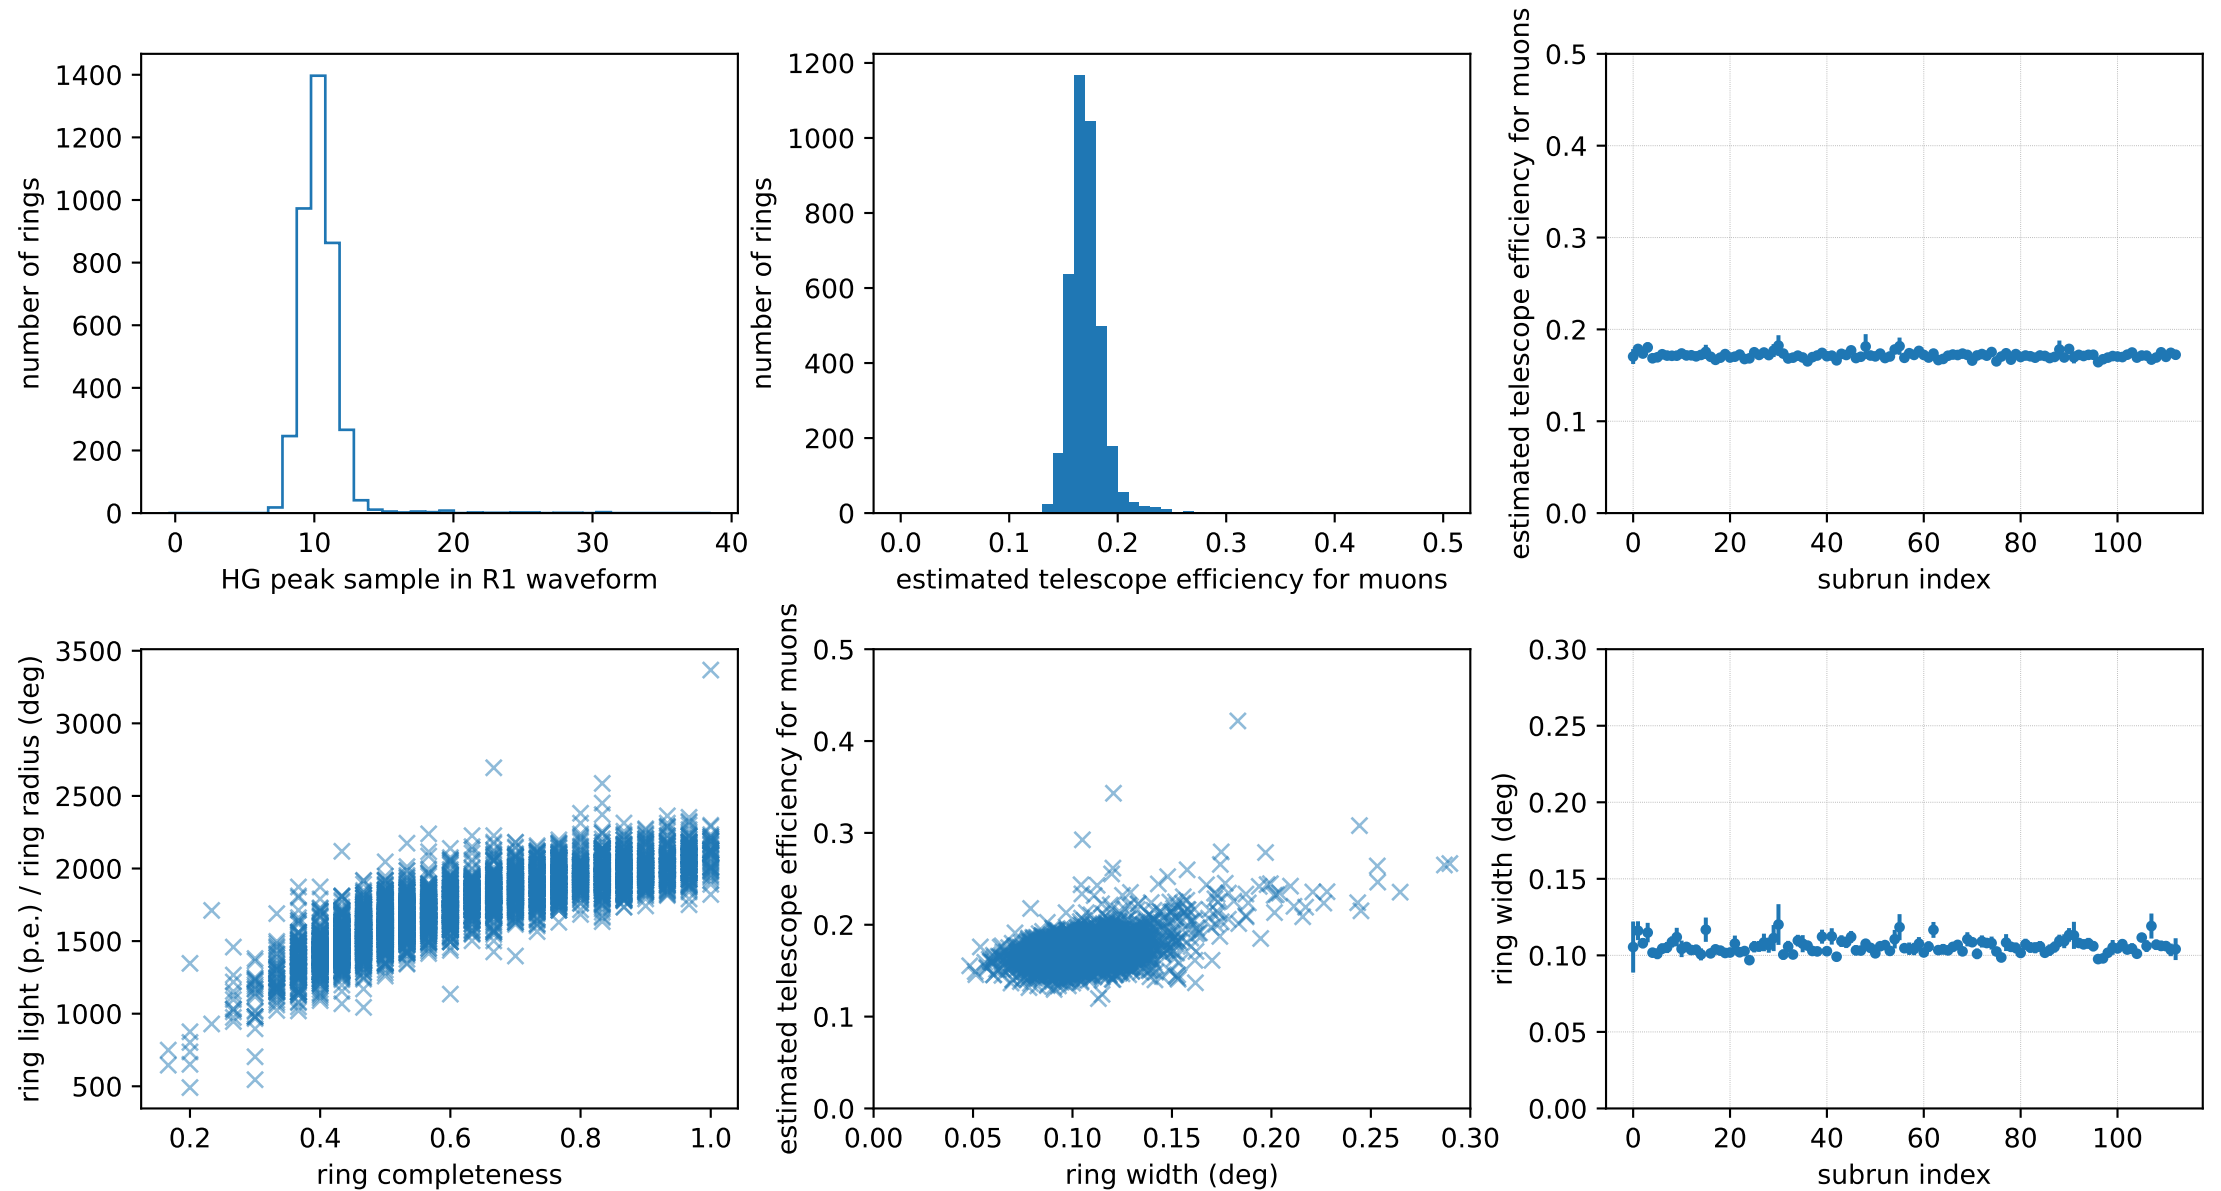 1400
1200
1000
800
600
400
200
0
number of rings
0 10 20 30 40
HG peak sample in R1 waveform
1200
1000
800
600
400
200
0
number of rings
0.0 0.1 0.2 0.3 0.4 0.5
estimated telescope efficiency for muons
0.5
0.4
0.3
0.2
0.1
0.0
estimated telescope efficiency for muons
0 20 40 60 80 100
subrun index
3500
3000
2500
2000
1500
1000
500
ring light (p.e.) / ring radius (deg)
0.2 0.4 0.6 0.8 1.0
ring completeness
0.5
0.4
0.3
0.2
0.1
0.0
estimated telescope efficiency for muons
0.00 0.05 0.10 0.15 0.20 0.25 0.30
ring width (deg)
0.30
0.25
0.20
0.15
0.10
0.05
0.00
ring width (deg)
0 20 40 60 80 100
subrun index